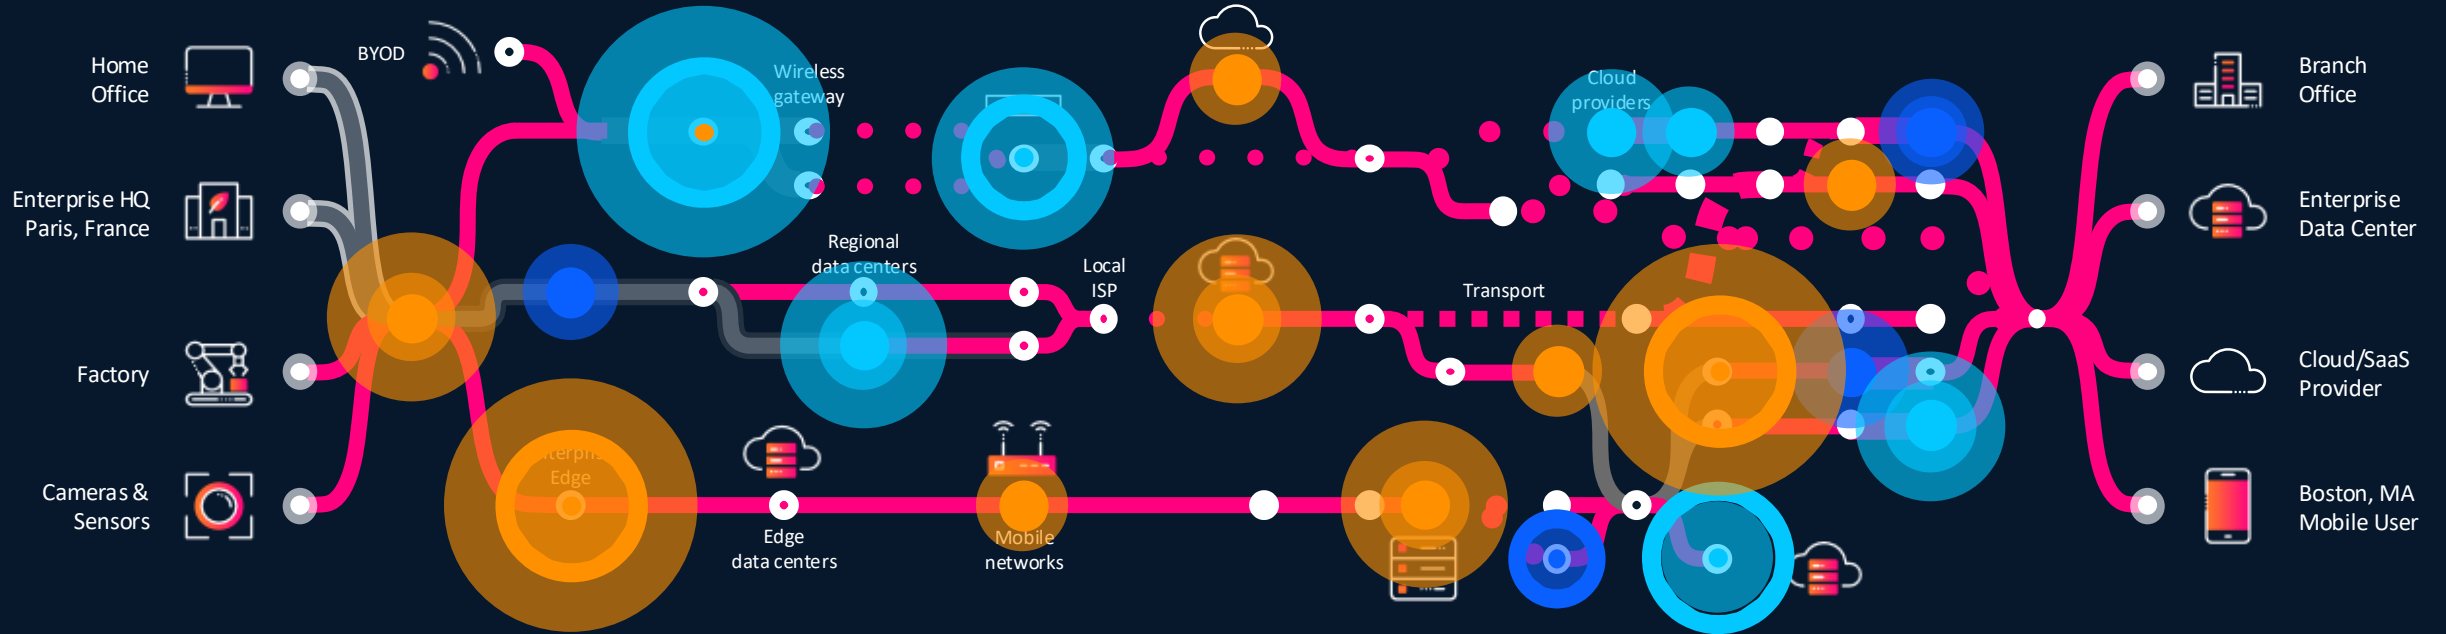 Home
Office
BYOD
Wireless
gateway
Cloud
providers
Branch
Office
Enterprise HQ
Paris, France
Enterprise
Data Center
Regional
data centers
Local
ISP
Transport
Factory
Cloud/SaaS
Provider
Enterprise
Edge
Cameras &
Sensors
Edge
data centers
Mobile
networks
Boston, MA
Mobile User